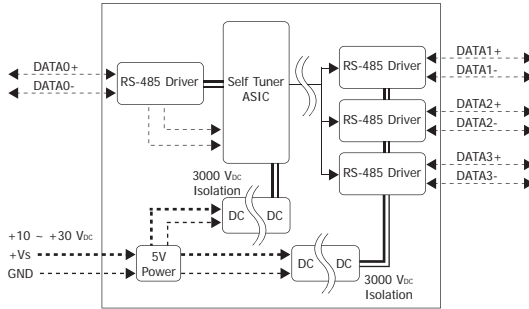 DATA0+
DATA0-
RS-485 Driver
Self Tuner
ASIC
RS-485 Driver
DATA1+
DATA1-
RS-485 Driver
DATA2+
DATA2-
RS-485 Driver
DATA3+
DATA3-
3000 VDC
Isolation
DC
DC
+10 ~ +30 VDC
+Vs
GND
5V
Power
DC
DC
3000 VDC
Isolation